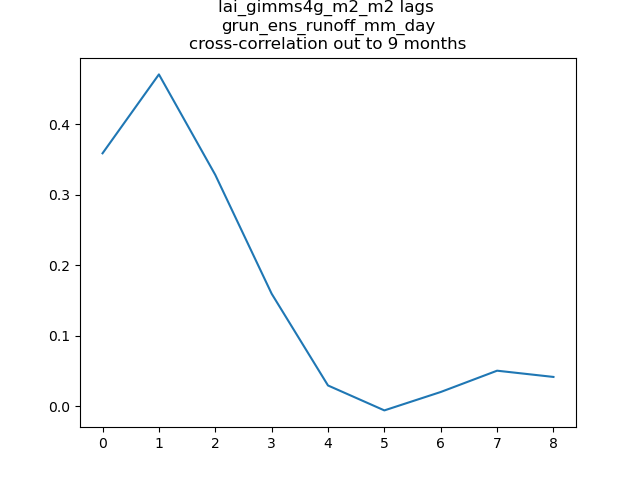 lai_gimms4g_m2_m2 lags
grun_ens_runoff_mm_day
cross-correlation out to 9 months
0.4
0.3
0.2
0.1
0.0
0 1 2 3 4 5 6 7 8